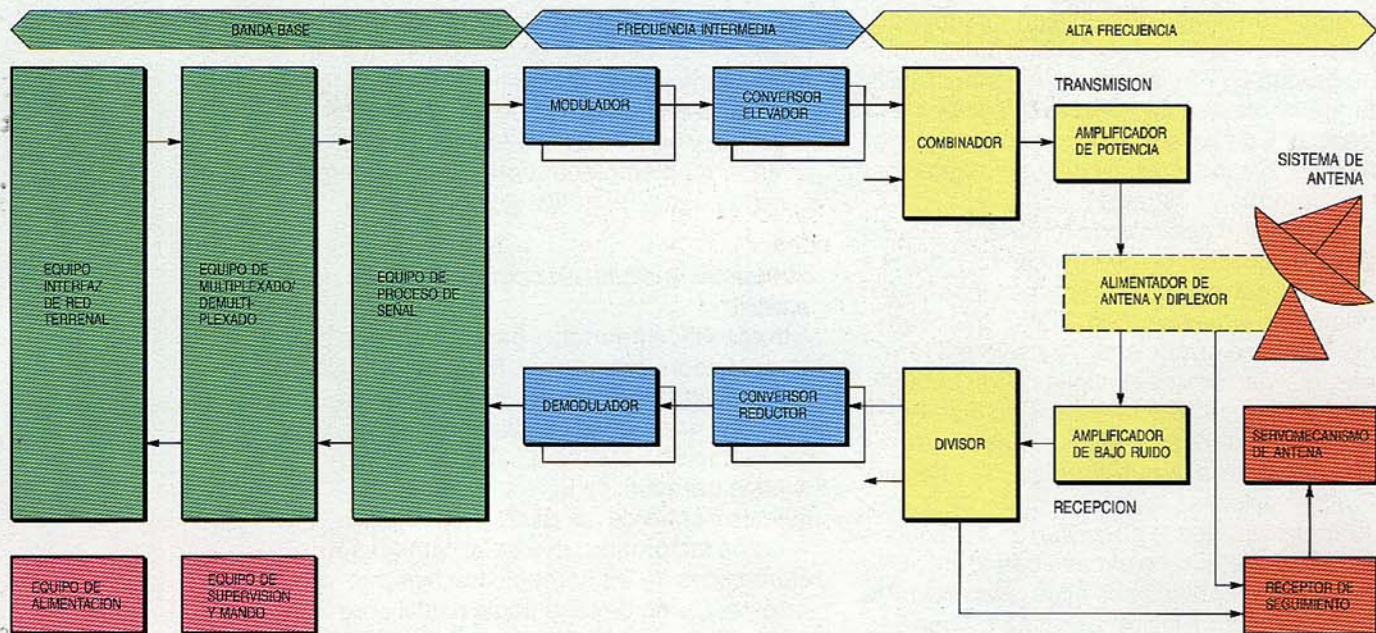 BANDA BASE
FRECUENCIA INTERMEDIA
ALTA FRECUENCIA
EQUIPO
INTERFAZ
DE RED
TERRENAL
EQUIPO DE
MULTIPLEXADO/
DEMULTI-
PLEXADO
EQUIPO DE
PROCESO DE
SEÑAL
MODULADOR
CONVERSOR
ELEVADOR
COMBINADOR
TRANSMISION
AMPLIFICADOR
DE POTENCIA
SISTEMA DE
ANTENA
ALIMENTADOR DE
ANTENA Y DIPLEXOR
DEMODULADOR
CONVERSOR
REDUCTOR
DIVISOR
AMPLIFICADOR
DE BAJO RUIDO
RECEPCION
SERVOMECANISMO
DE ANTENA
EQUIPO DE
ALIMENTACION
EQUIPO DE
SUPERVISION
Y MANDO
RECEPTOR DE
SEGUIMIENTO